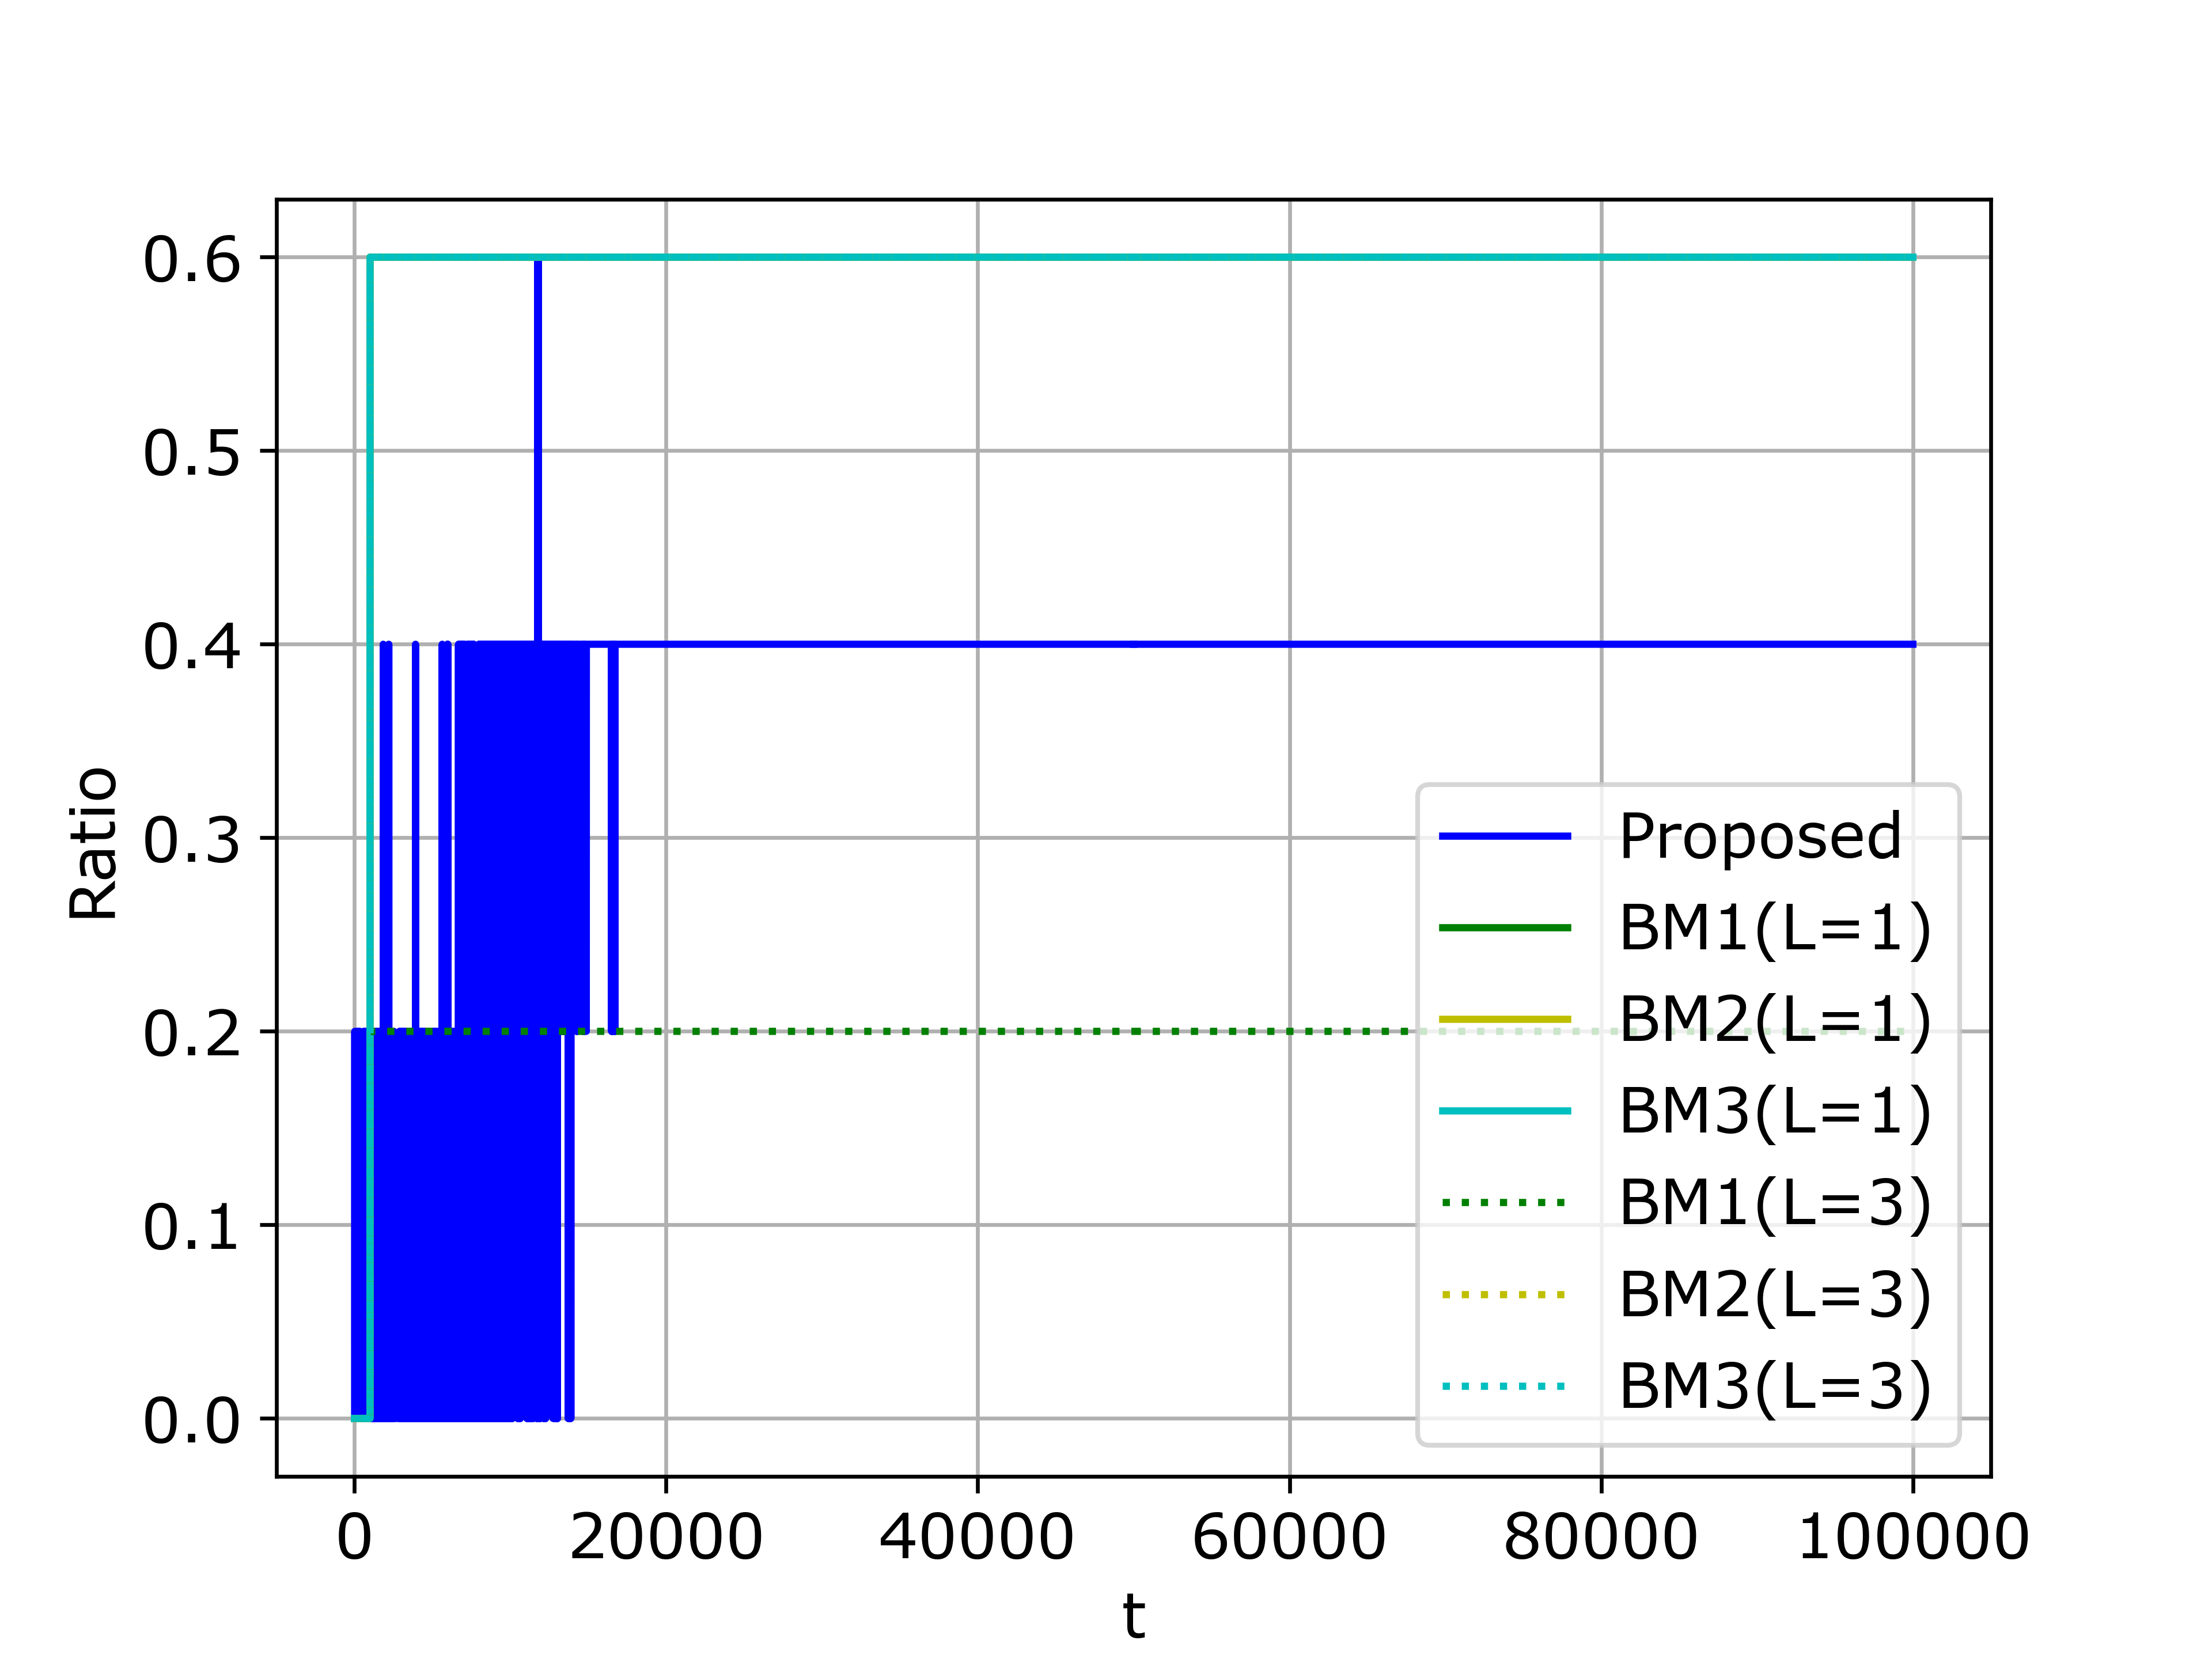 0.6
0.5
0.4
0.3
0.2
0.1
0.0
Ratio
Proposed
BM1(L=1)
BM2(L=1)
BM3(L=1)
BM1(L=3)
BM2(L=3)
BM3(L=3)
0 20000 40000 60000 80000 100000
t